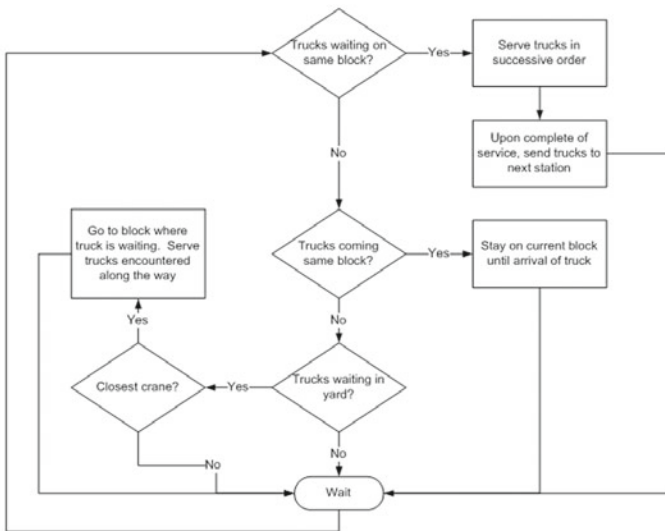 Trucks waiting on
same block?
Yes
Serve trucks in
successive order
Upon complete of
service, send trucks to
next station
No
Go to block where
truck is waiting. Serve
trucks encountered
along the way
Trucks coming
same block?
Yes
Stay on current block
until arrival of truck
Yes
No
Closest crane?
Yes
Trucks waiting in
yard?
No
No
Wait